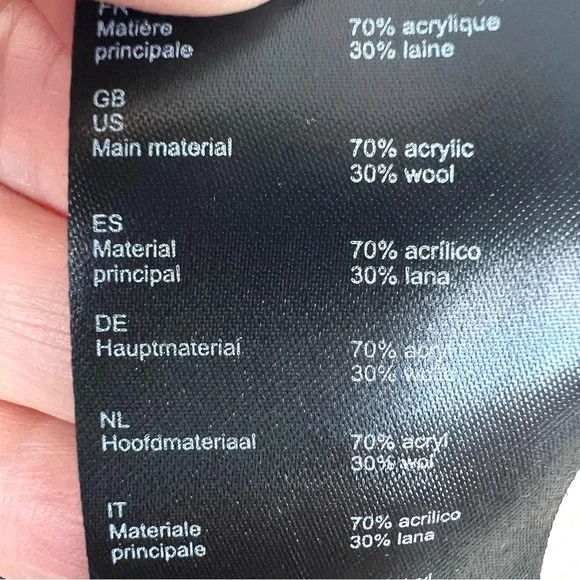 FR
Matière 70% acrylique
principale 30% laine
GB
US
Main material 70% acrylic
30% wool
ES
Material 70% acrílico
principal 30% lana
DE
Hauptmaterial 70%
30%
NL
Hoofdmateriaal 70% acryl
30% wol
IT
Materiale 70% acrilico
principale 30% lana